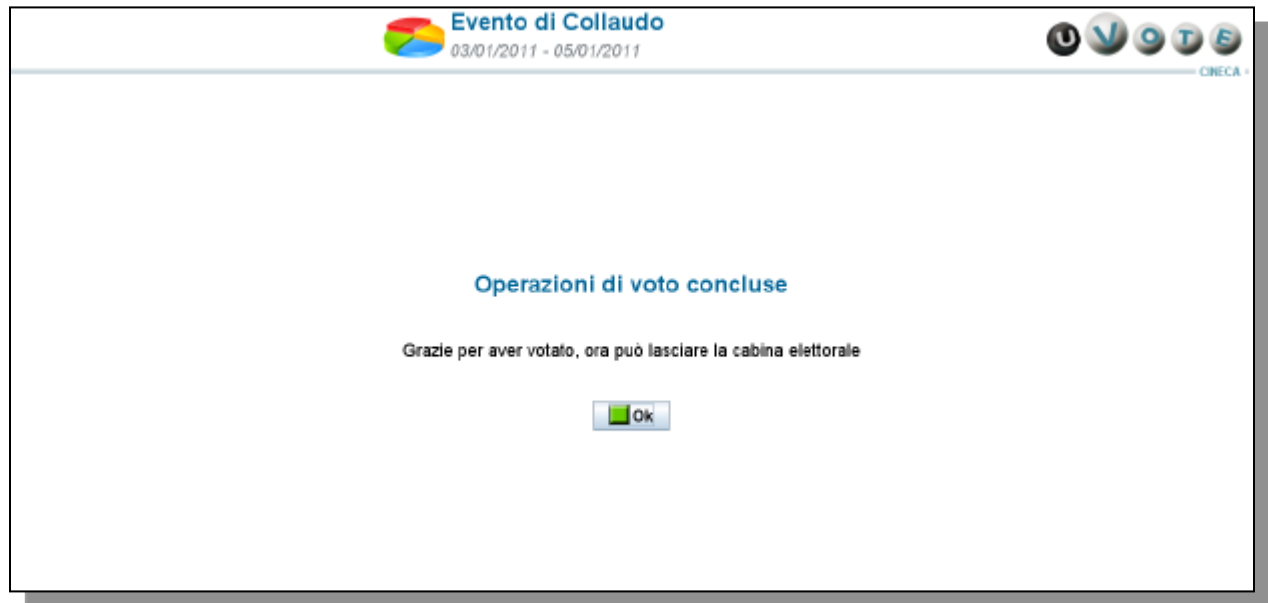 Evento di Collaudo
03/01/2011 - 05/01/2011
UVOTE
CINECA
Operazioni di voto concluse
Grazie per aver votato, ora può lasciare la cabina elettorale
Ok